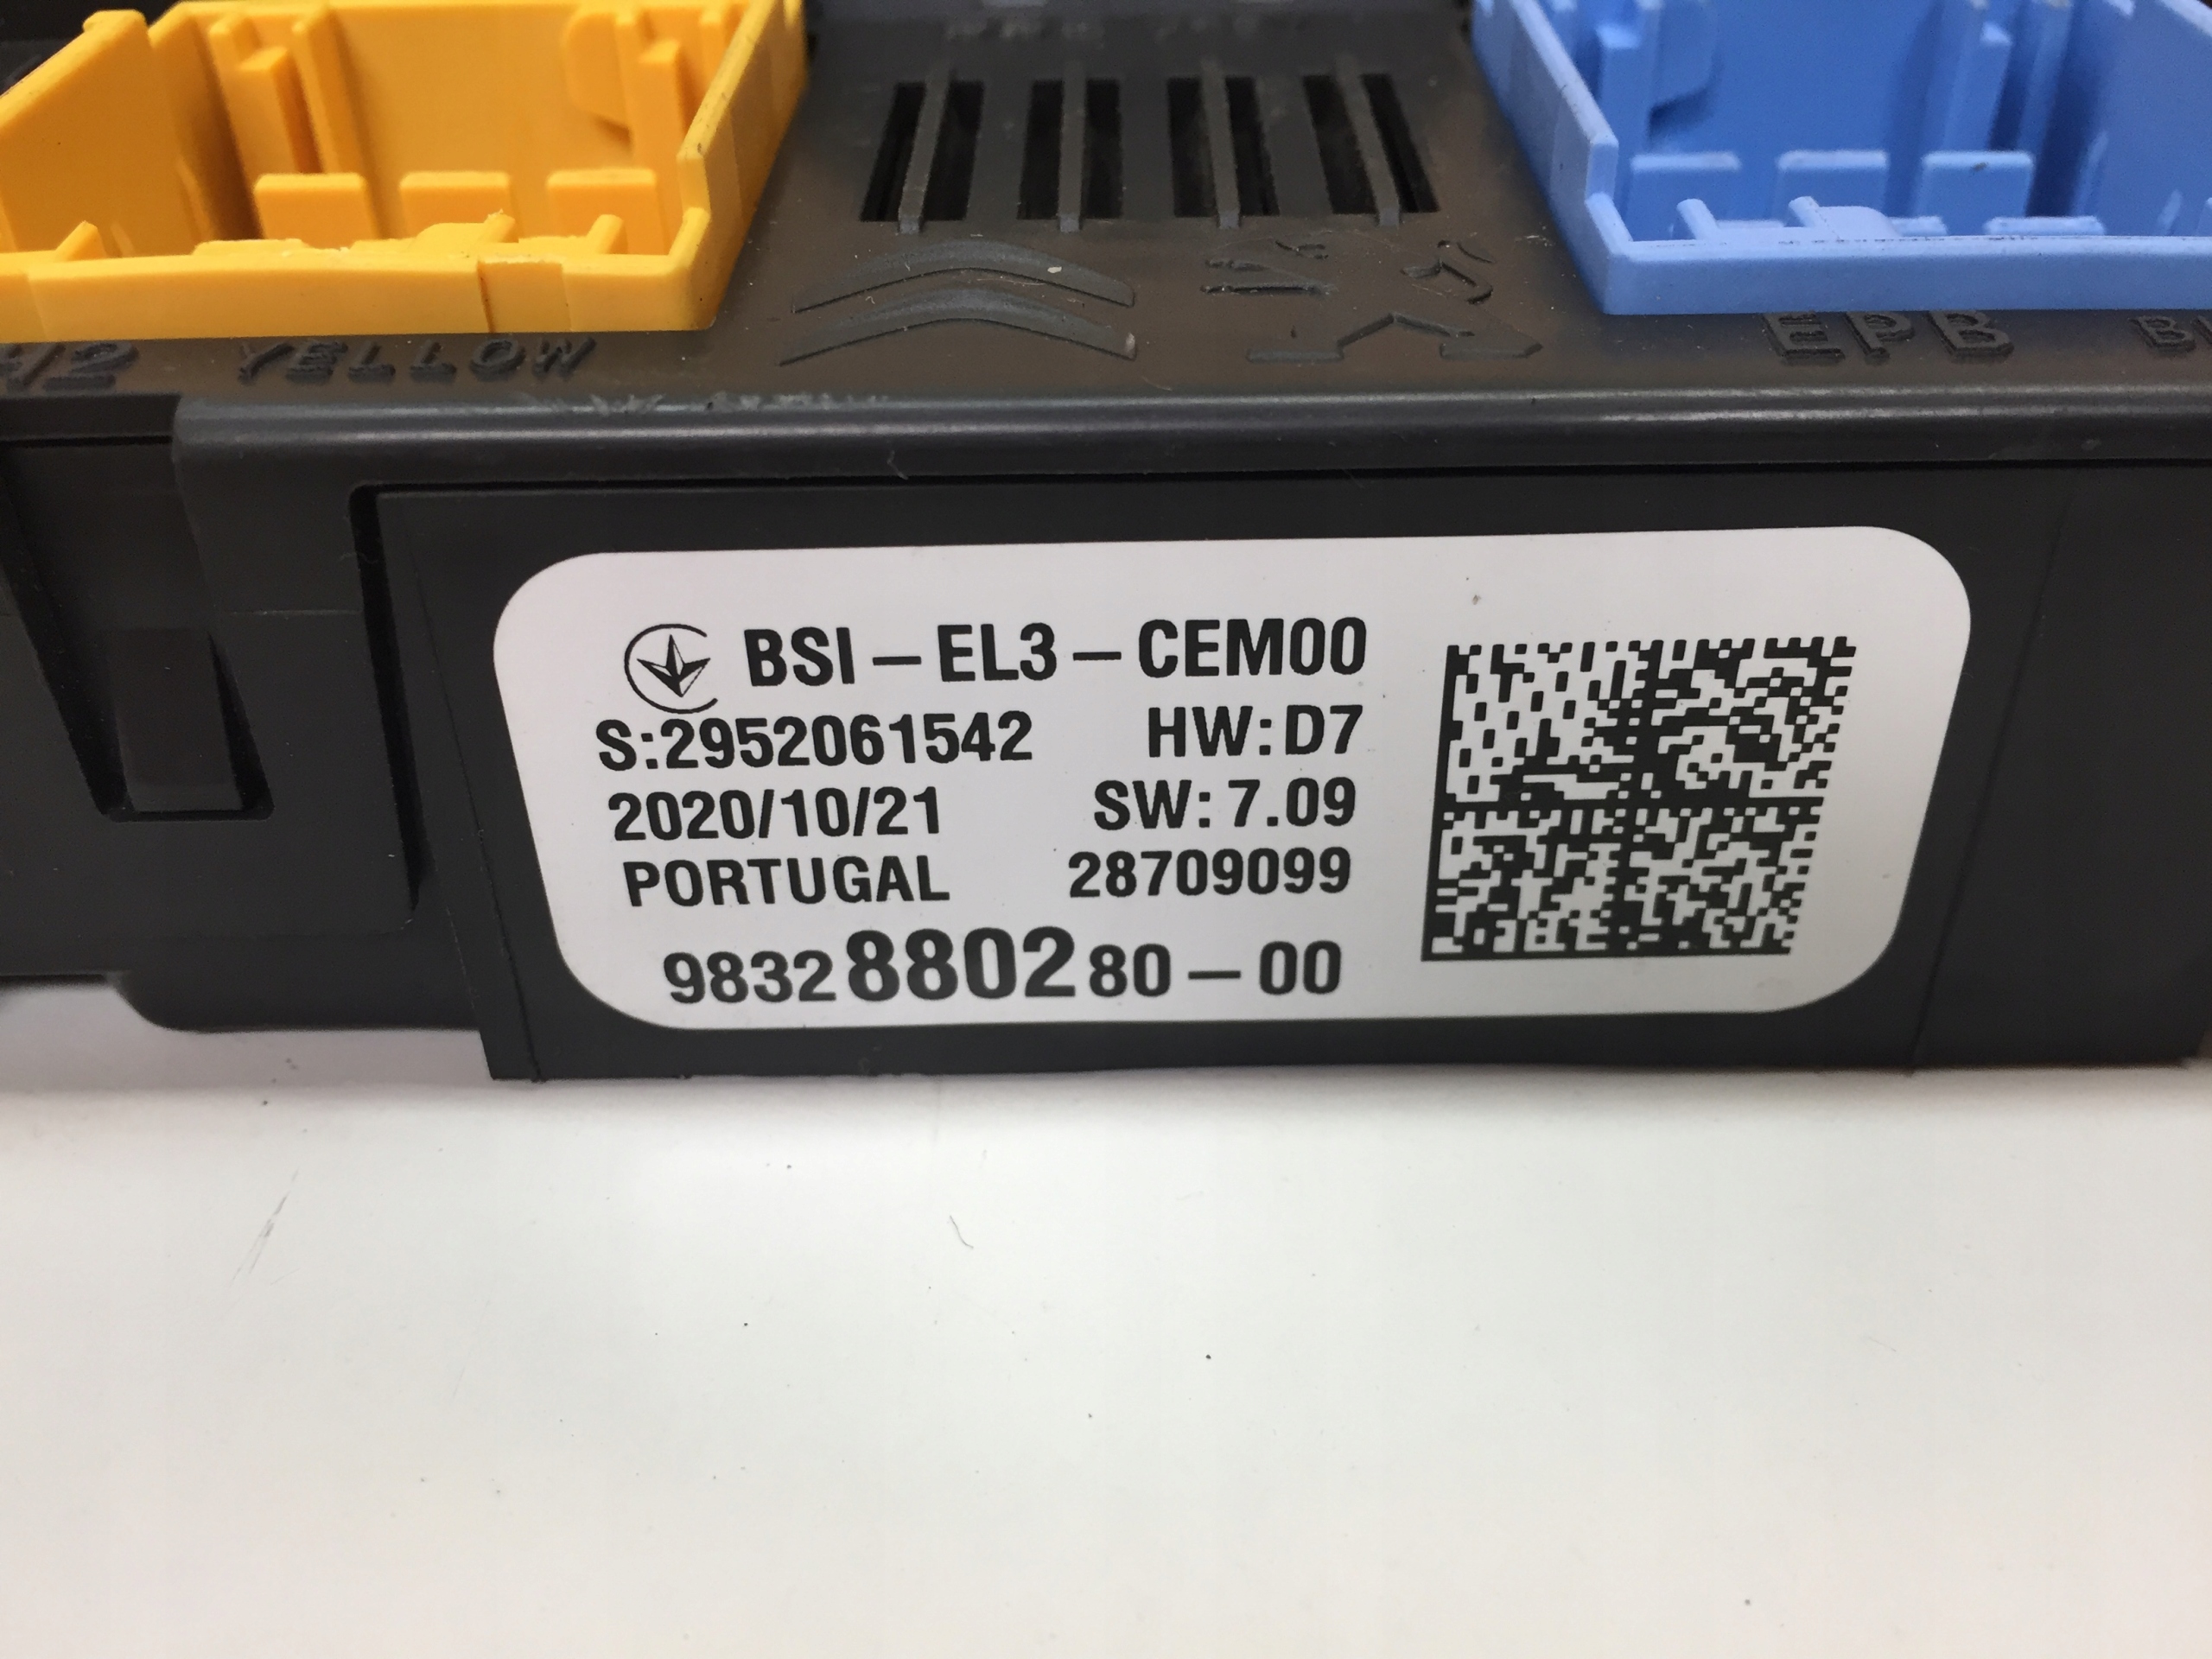 YELLOW
EPB
BSI – EL3 – CEM00
S:2952061542 HW:D7
2020/10/21 SW: 7.09
PORTUGAL 28709099
9832880280 – 00